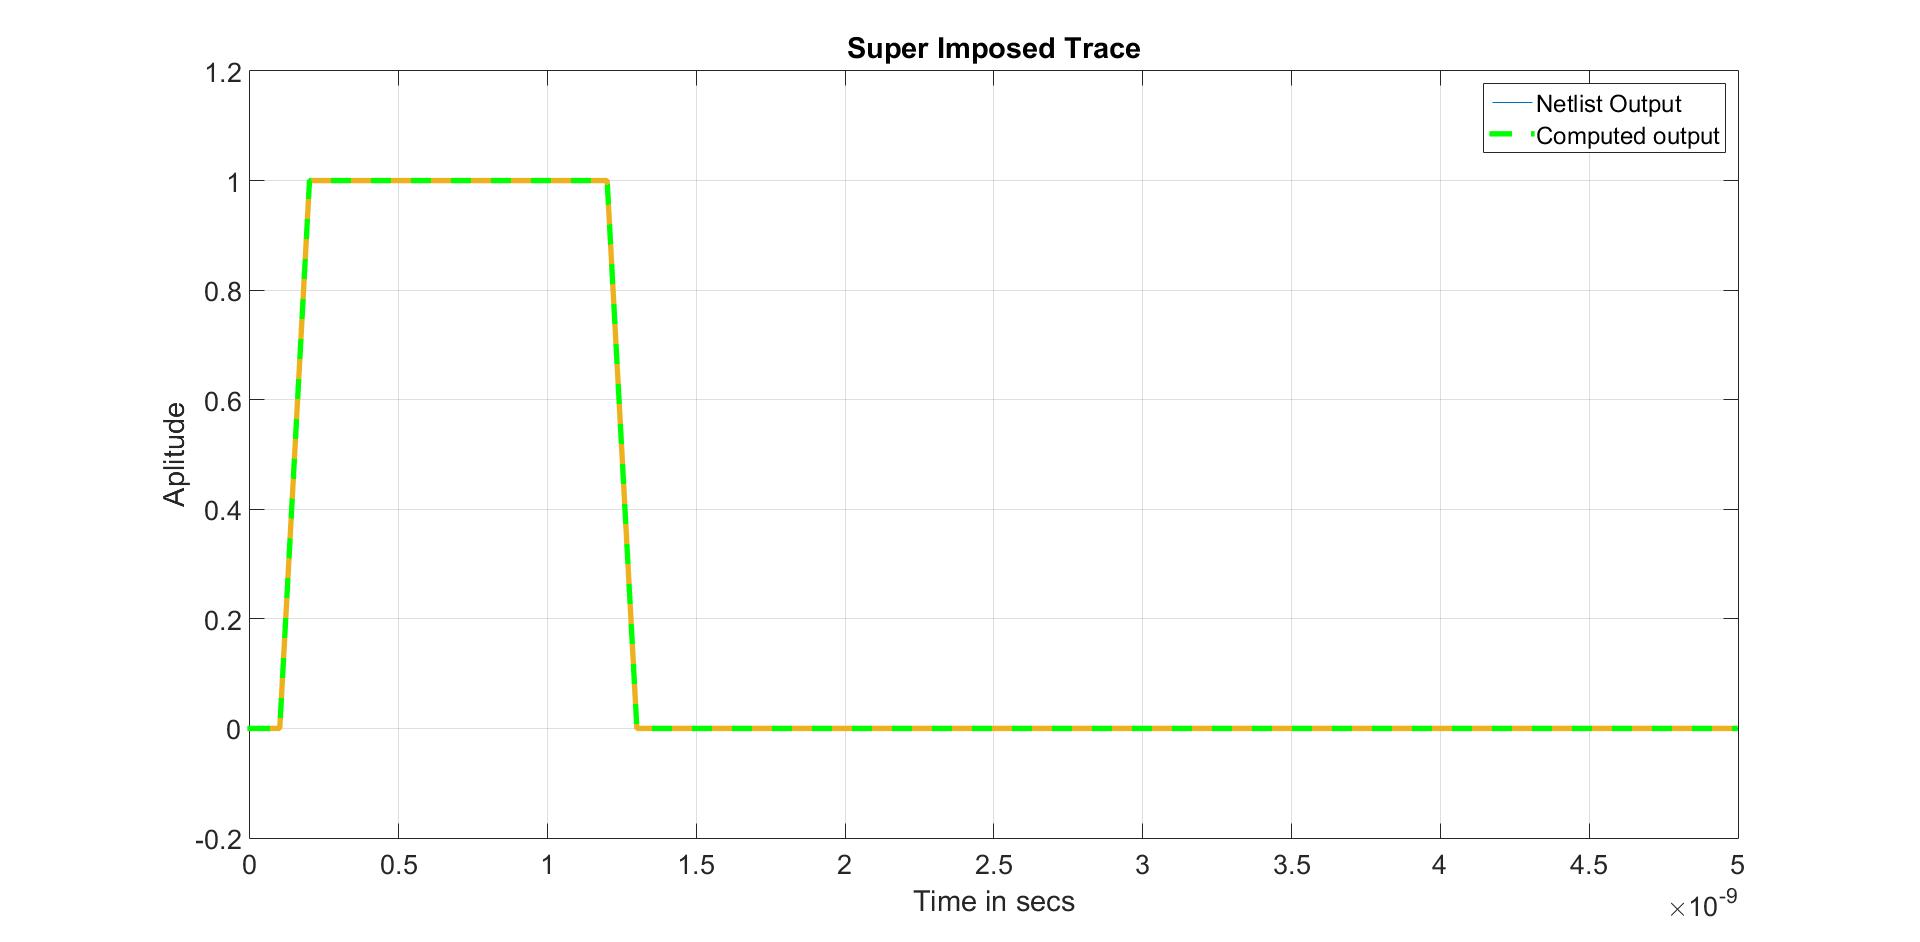 Super Imposed Trace
Netlist Output
Computed output
1.2
1
0.8
0.6
0.4
0.2
0
-0.2
Aplitude
0 0.5 1 1.5 2 2.5 3 3.5 4 4.5 5
Time in secs
×10-9